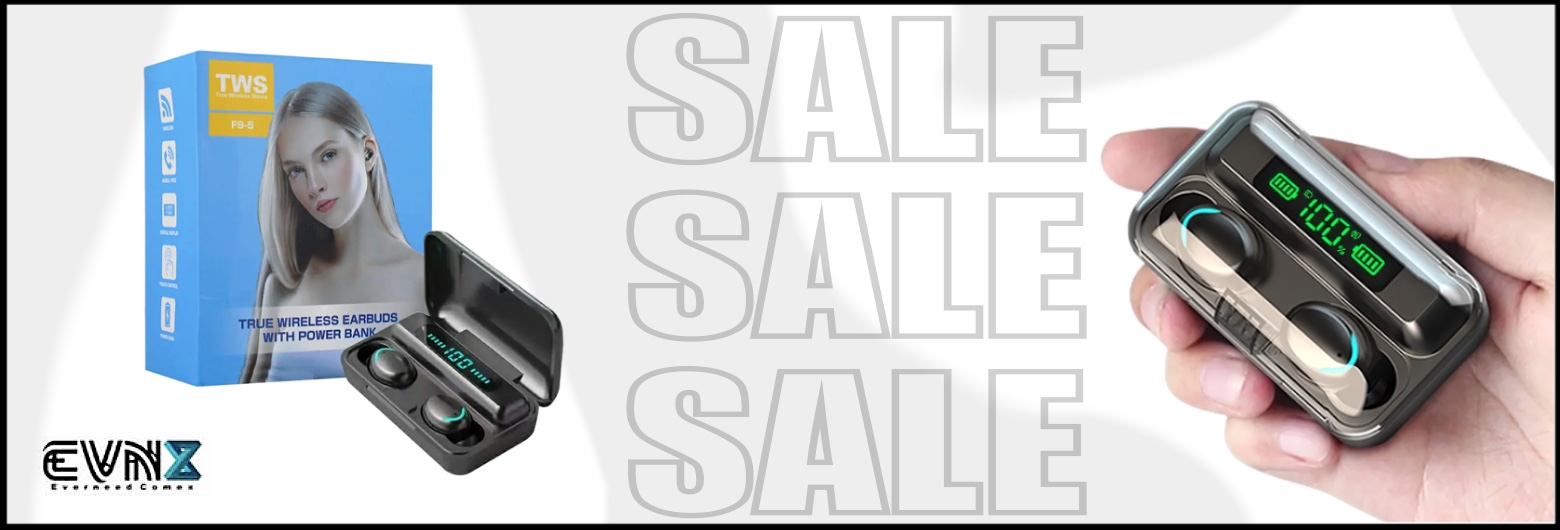 TWS
True Wireless Stereo
F9-5
TRUE WIRELESS EARBUDS
WITH POWER BANK
100
EVNX
Everneed Comex
SALE
SALE
SALE
100
%